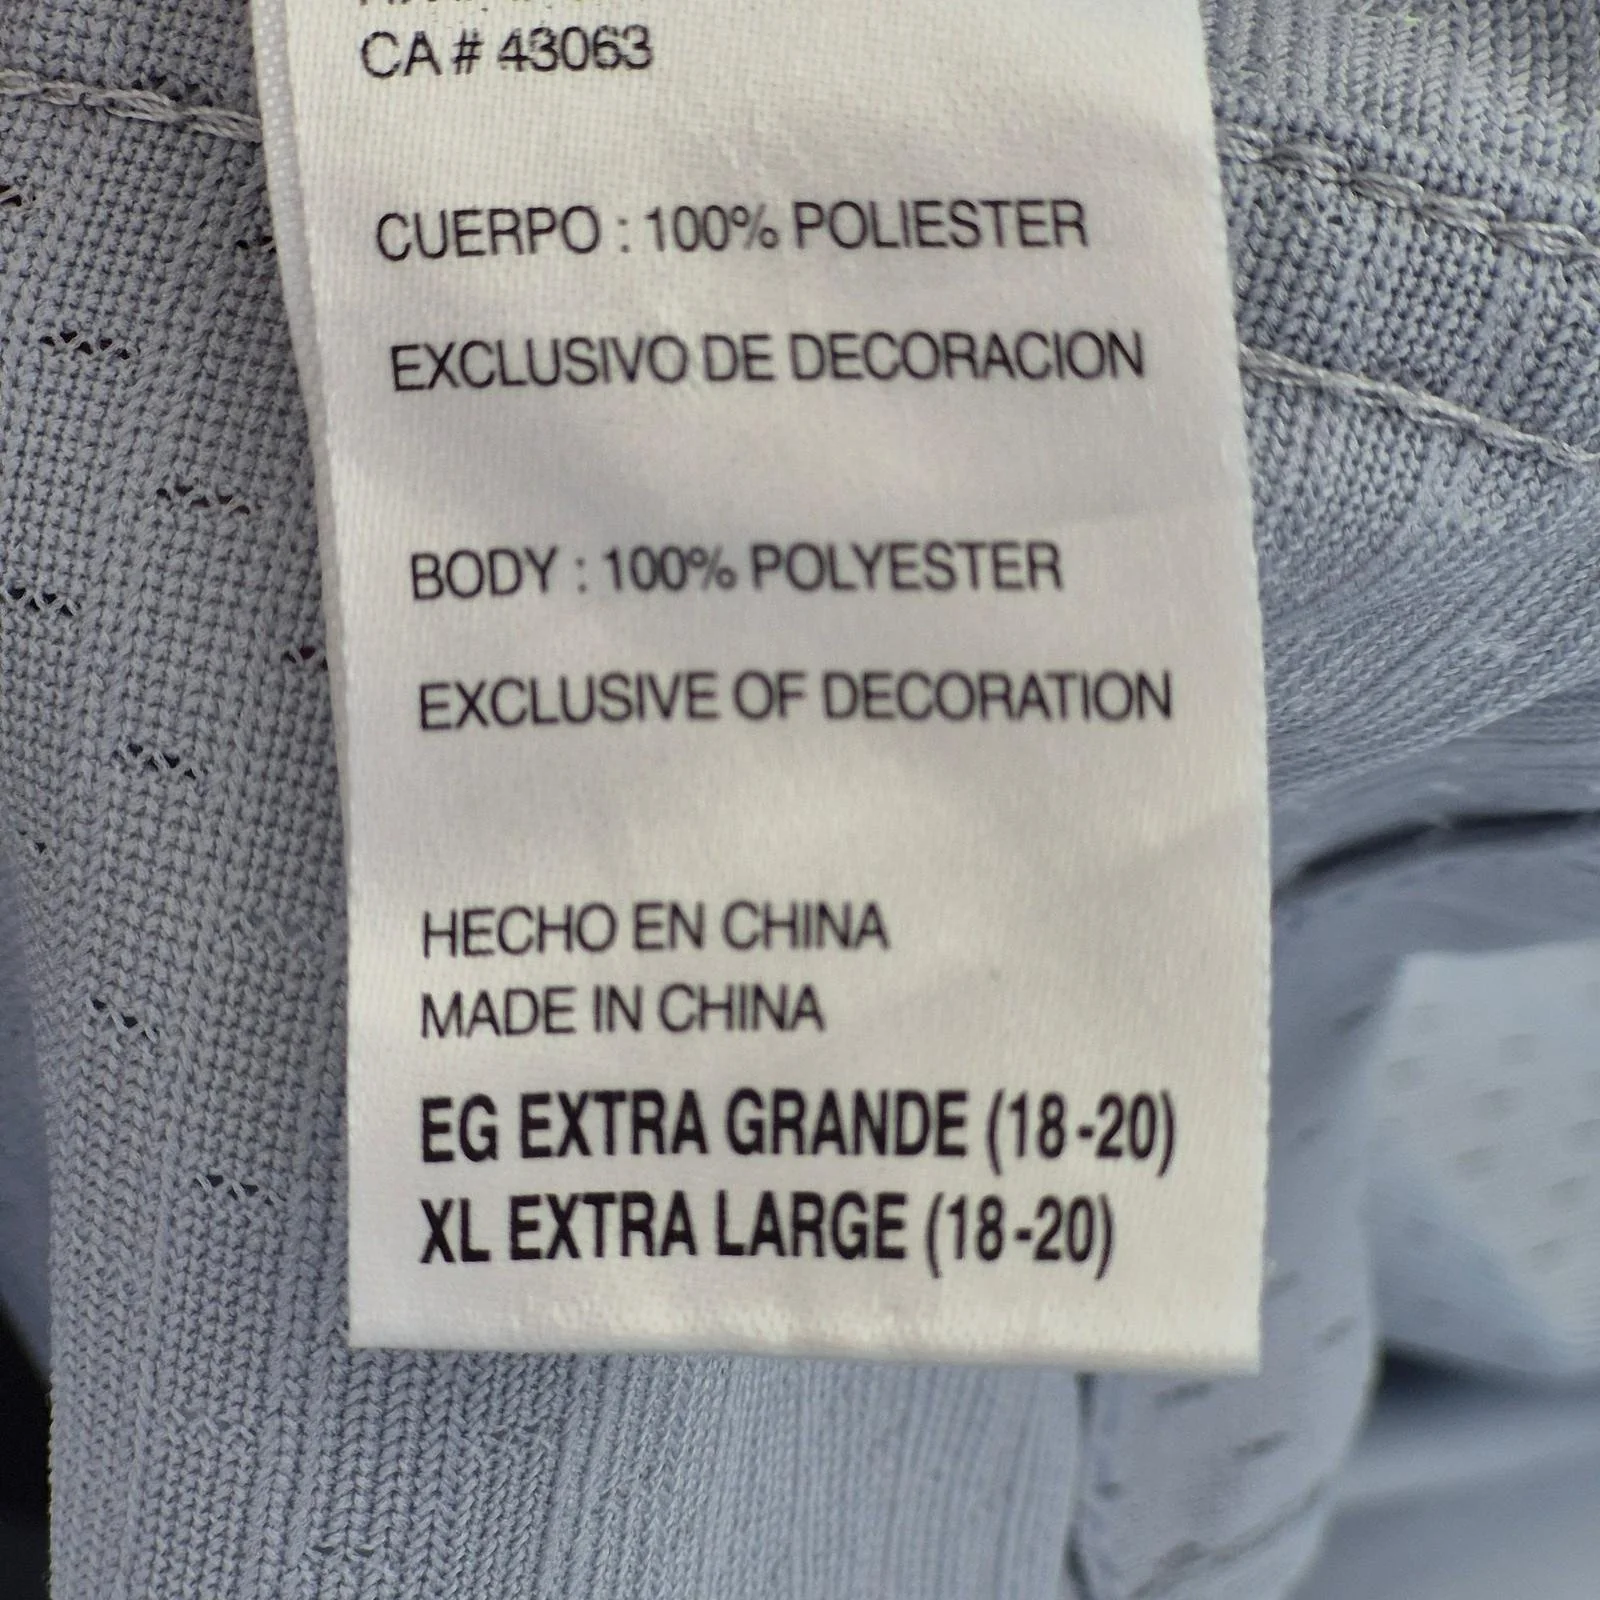 CA # 43063
CUERPO : 100% POLIESTER
EXCLUSIVO DE DECORACION
BODY : 100% POLYESTER
EXCLUSIVE OF DECORATION
HECHO EN CHINA
MADE IN CHINA
EG EXTRA GRANDE (18-20)
XL EXTRA LARGE (18-20)